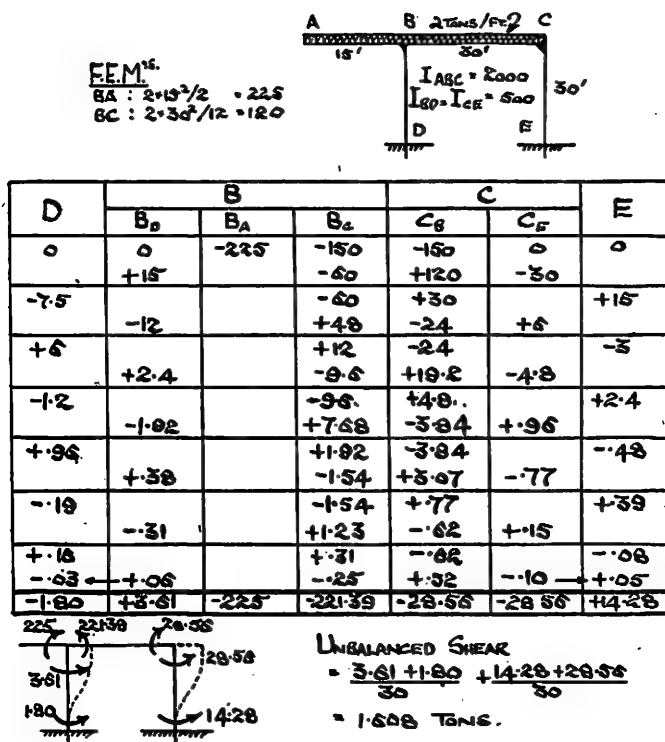 A B 2 TONS/FT. C
15' 30'
F.E.M.'s.
BA : 2×15²/2 = 225
BC : 2×30²/12 = 120
I_ABC = 2000
I_BD = I_CE = 500
30'
D E
D B C E
B_D B_A B_C C_B C_E
0 0 -225 -150 -150 0 0
+15 -60 +120 -30
-7.5 -60 +30 +15
-12 +48 -24 +6
+6 +12 -24 -3
+2.4 -9.6 +19.2 -4.8
-1.2 -9.6 +4.8 +2.4
-1.92 +7.68 -3.84 +.96
+.96 +1.92 -3.84 -.48
+.38 -1.54 +3.07 -.77
-.19 -1.54 +.77 +.39
-.31 +1.23 -.62 +.15
+.16 +.31 -.62 -.08
-.03 +.06 -.25 +.52 -.10 +.05
-1.80 +3.61 -225 -221.39 -28.56 -28.56 +14.28
225 221.39 28.56
28.56
3.61
1.80 14.28
UNBALANCED SHEAR
= 3.61 + 1.80 / 30 + 14.28 + 28.56 / 30
= 1.608 TONS.